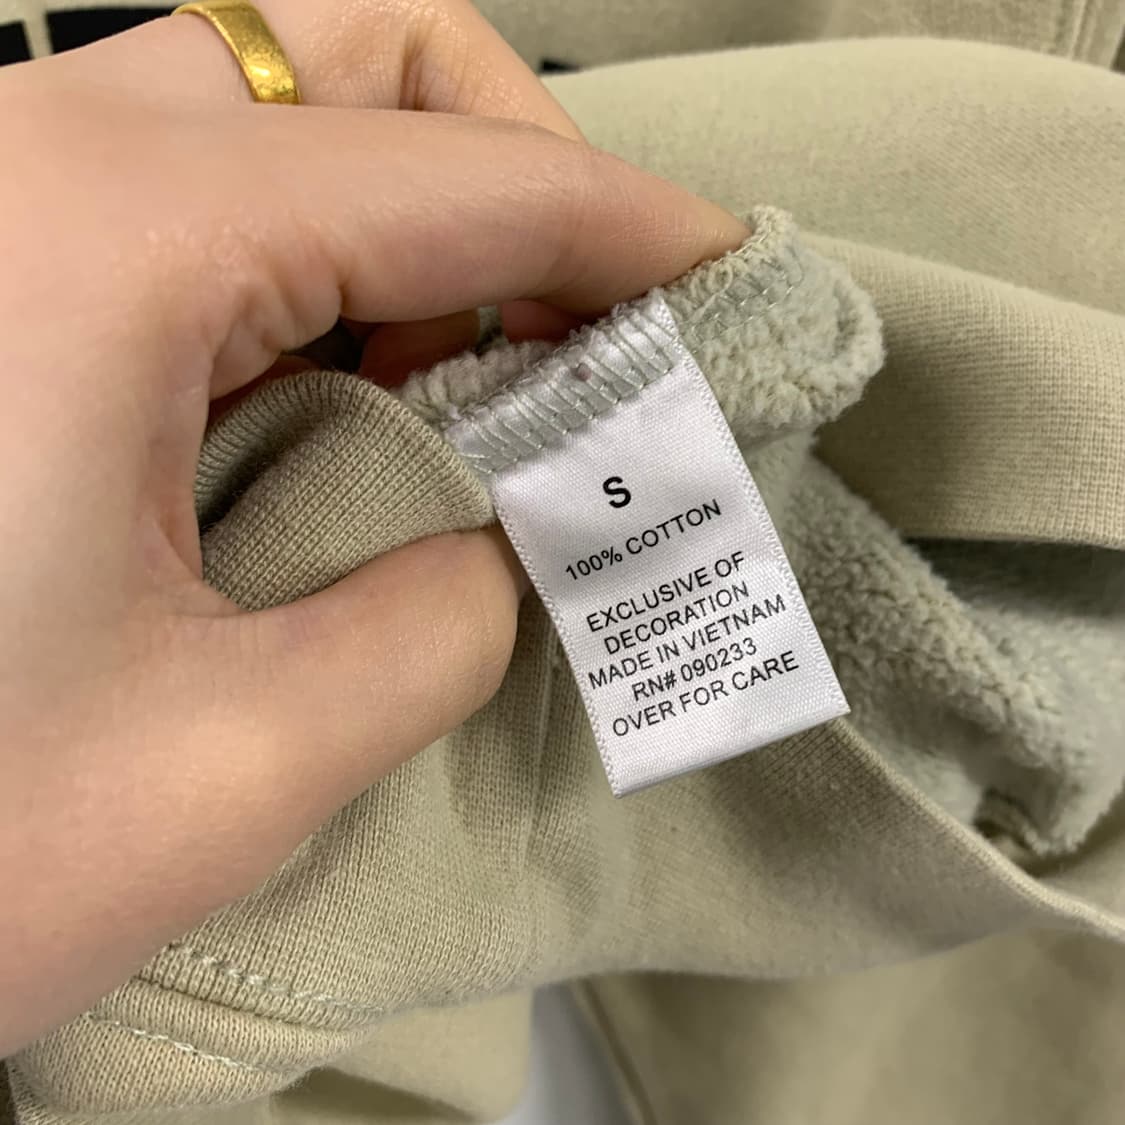 S
100% COTTON
EXCLUSIVE OF
DECORATION
MADE IN VIETNAM
RN# 090233
OVER FOR CARE